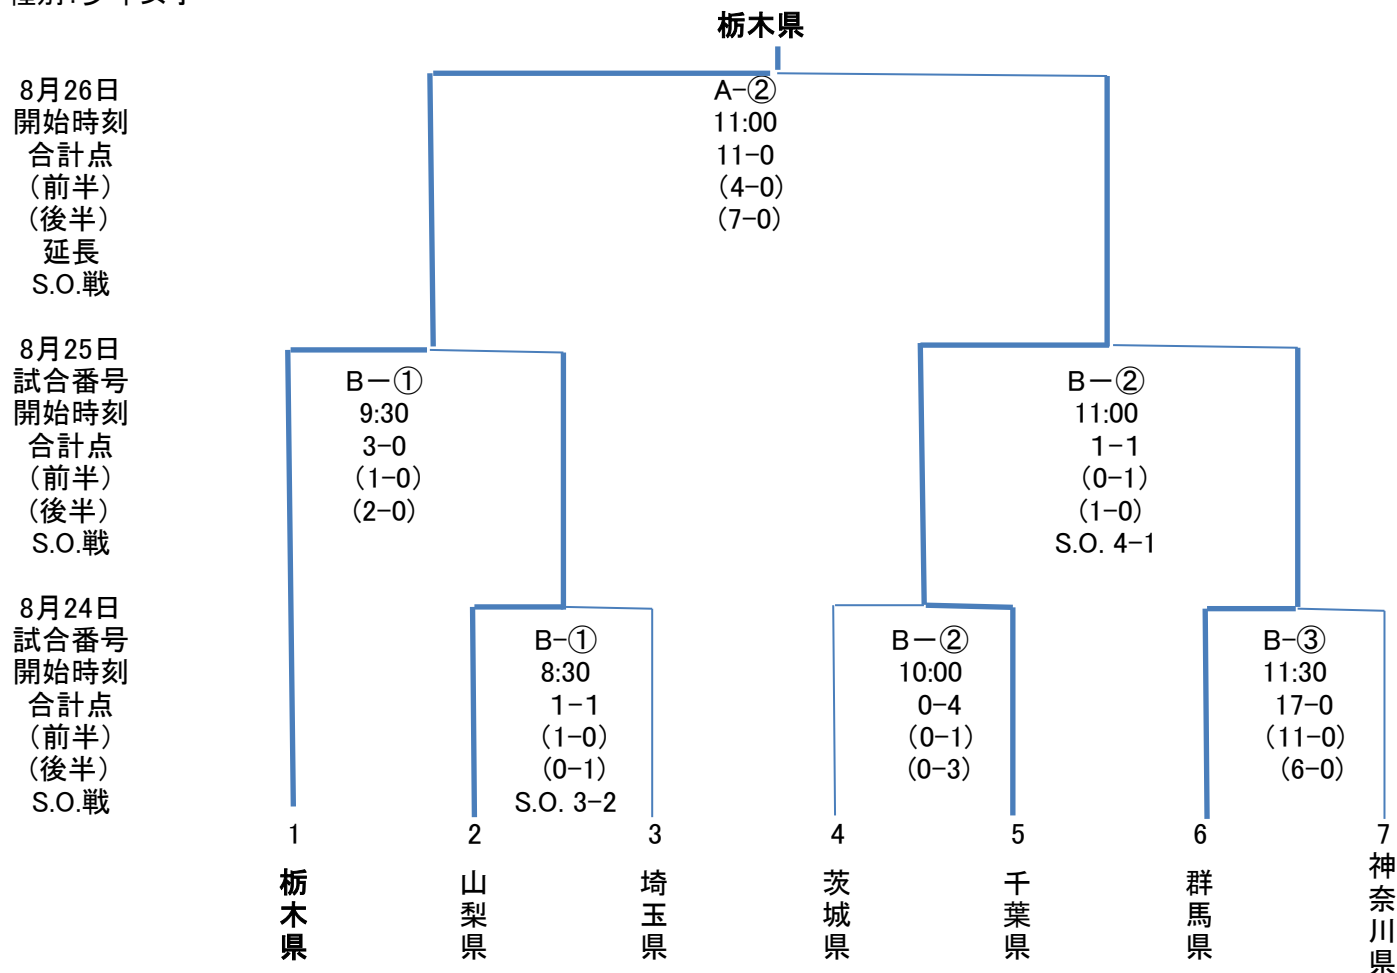 栃木県
8月26日
開始時刻
合計点
（前半）
（後半）
延長
S.O.戦
A-②
11:00
11-0
(4-0)
(7-0)
8月25日
試合番号
開始時刻
合計点
（前半）
（後半）
S.O.戦
B－①
9:30
3-0
(1-0)
(2-0)
B－②
11:00
1-1
(0-1)
(1-0)
S.O. 4-1
8月24日
試合番号
開始時刻
合計点
（前半）
（後半）
S.O.戦
B-①
8:30
1-1
(1-0)
(0-1)
S.O. 3-2
B－②
10:00
0-4
(0-1)
(0-3)
B-③
11:30
17-0
(11-0)
(6-0)
1 2 3 4 5 6 7
栃木県
山梨県
埼玉県
茨城県
千葉県
群馬県
神奈川県